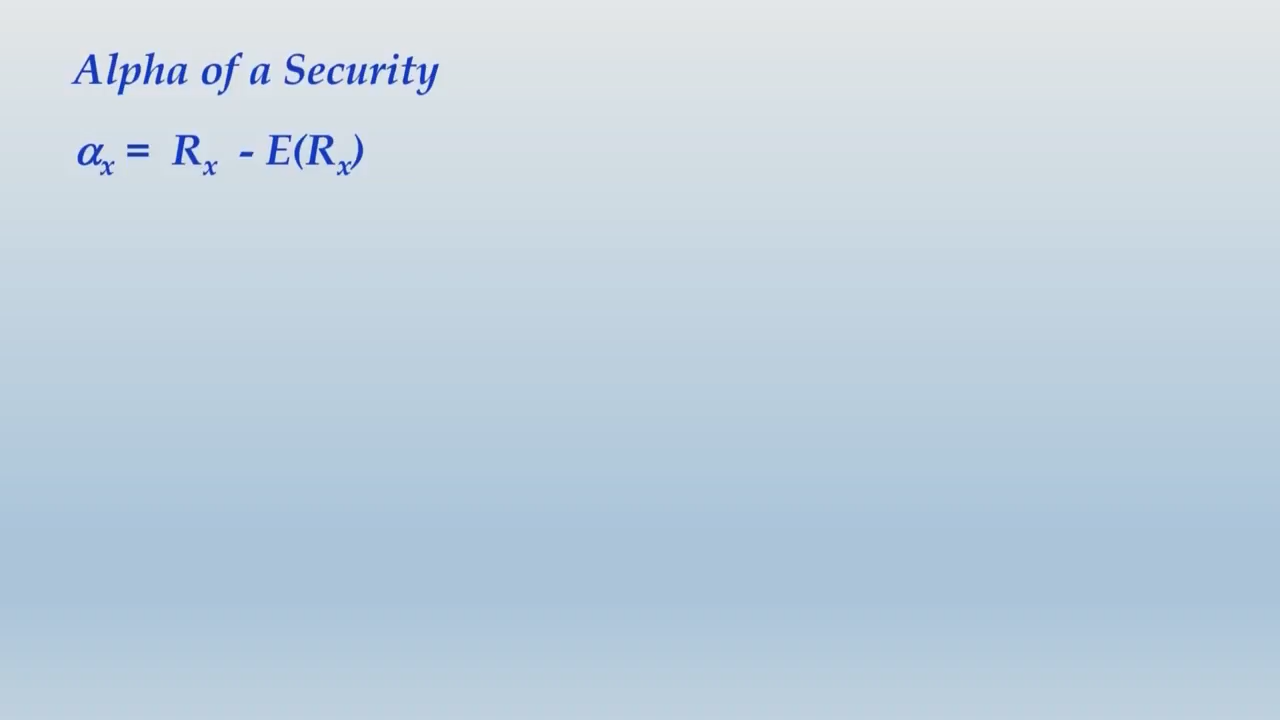 Alpha of a Security
αx = Rx - E(Rx)